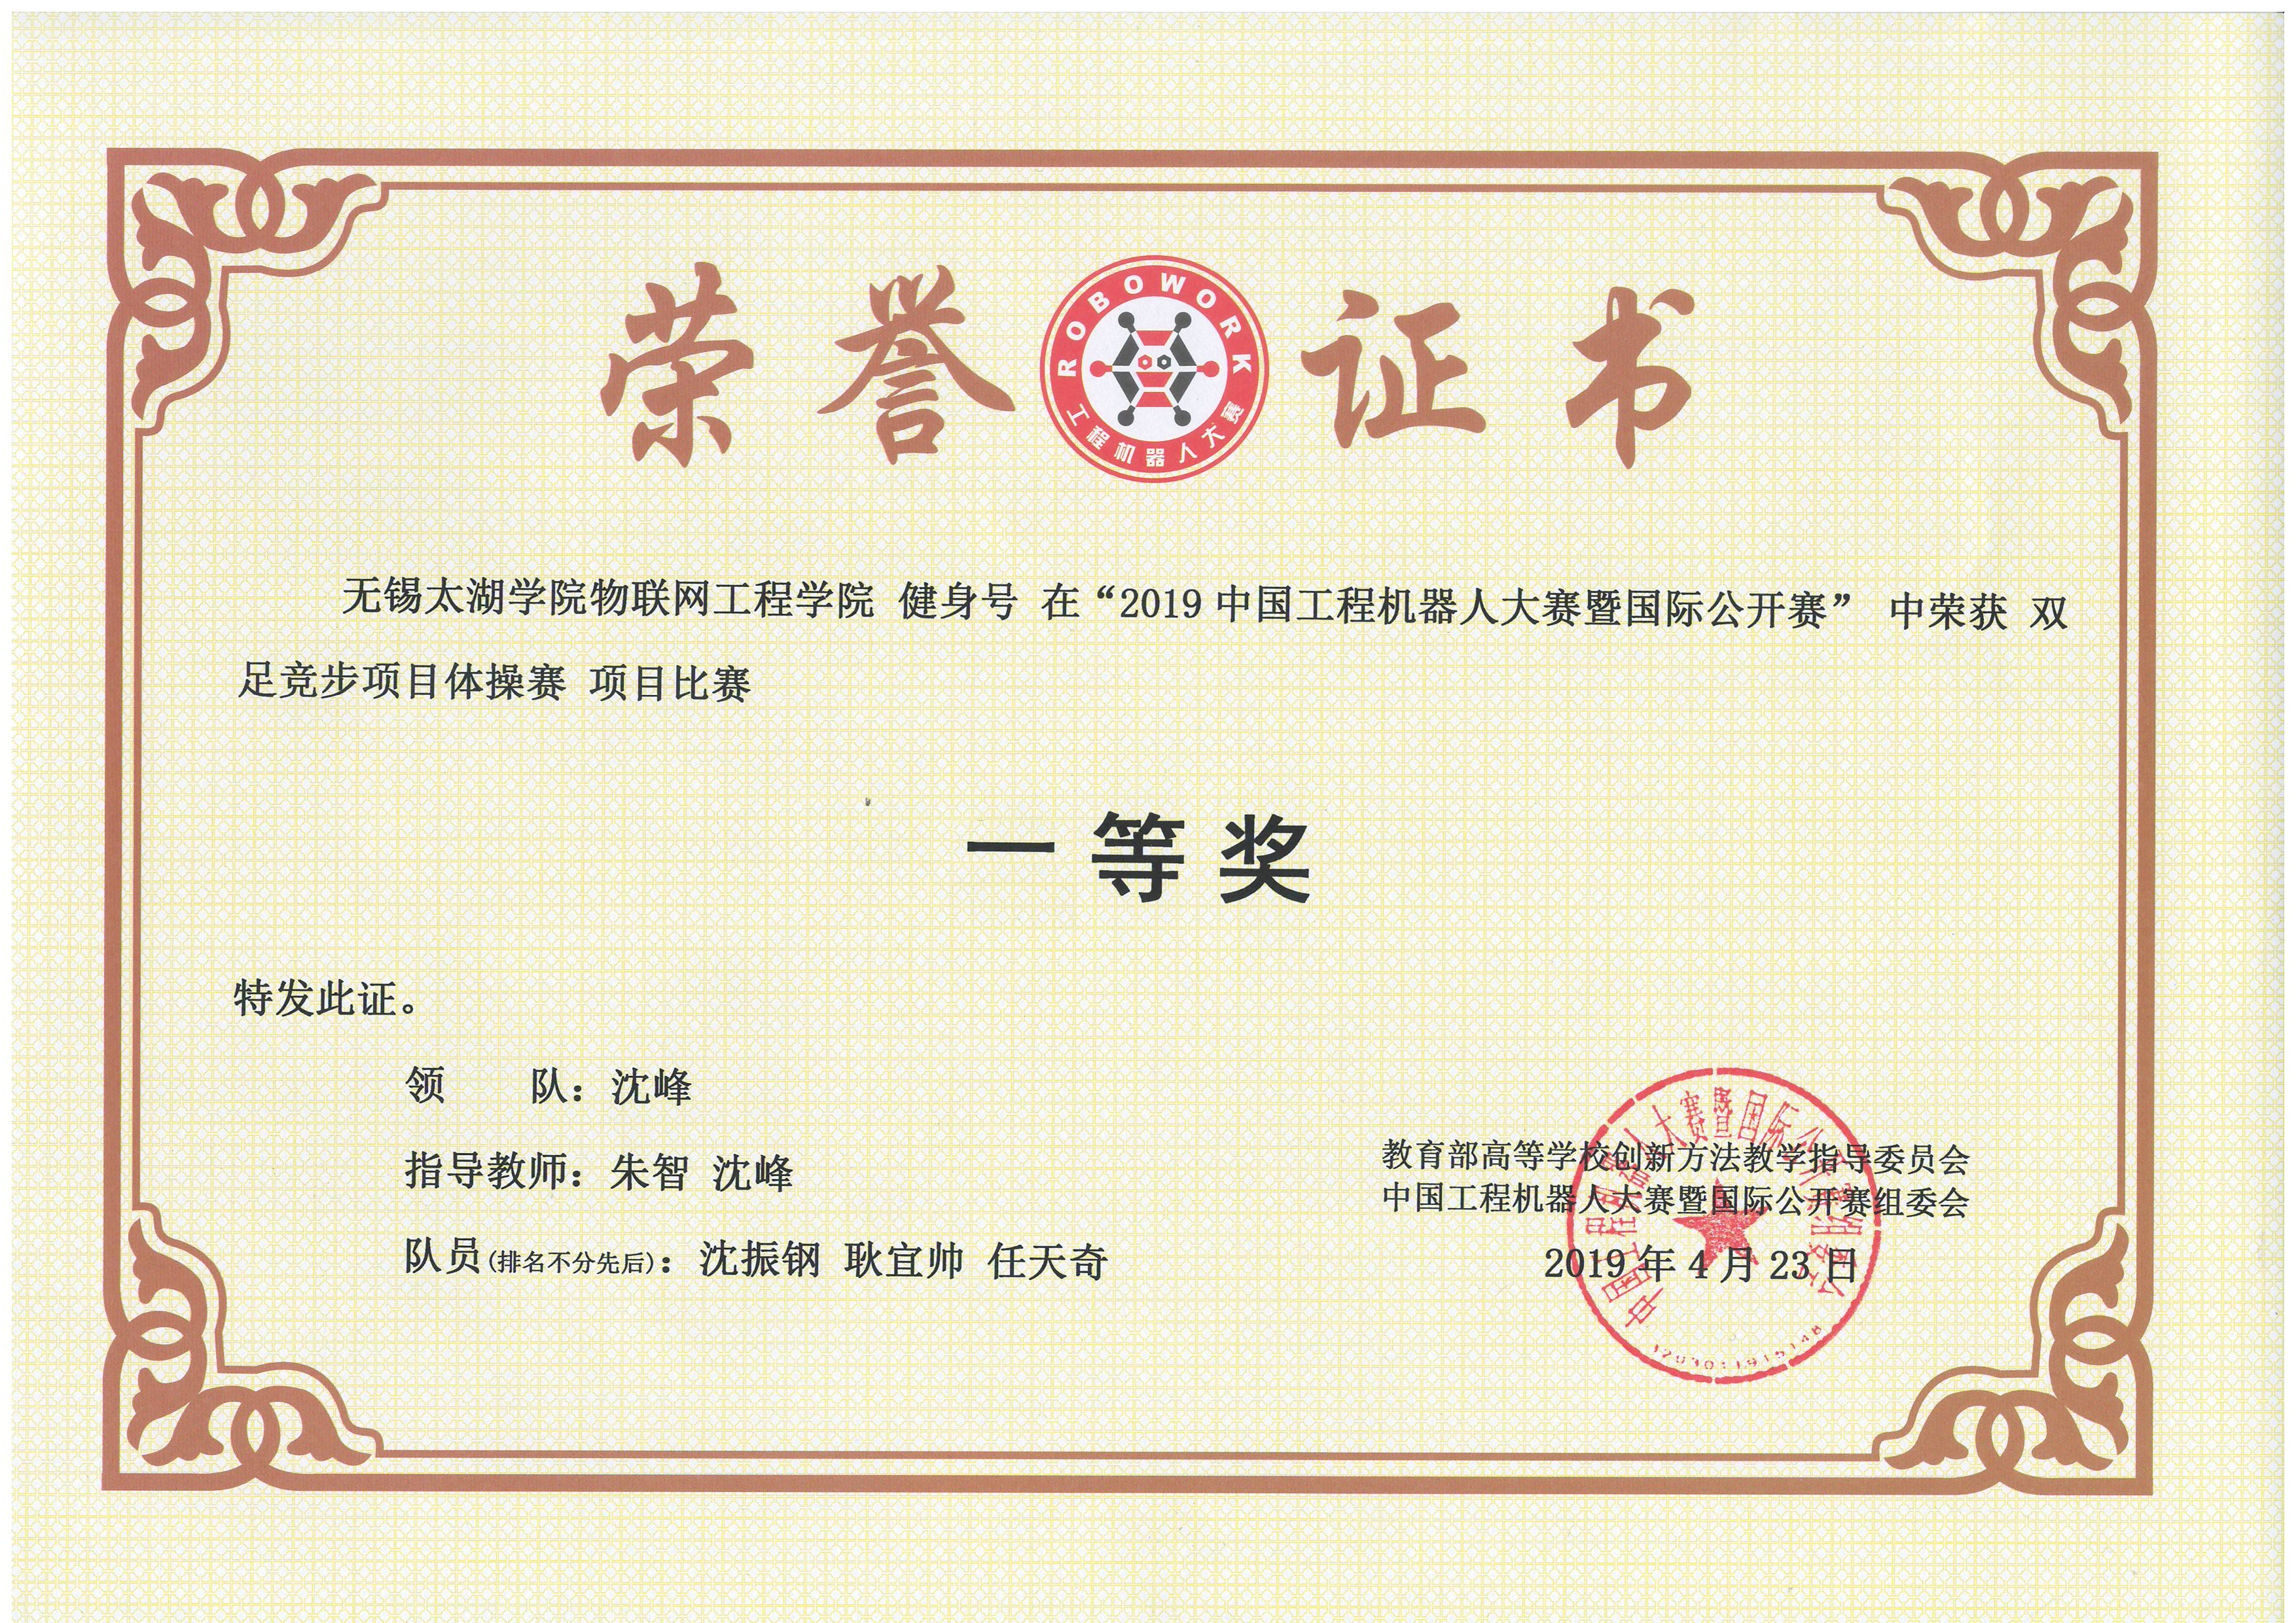 荣誉证书
ROBOWORK
工程机器人大赛
无锡太湖学院物联网工程学院 健身号 在“2019 中国工程机器人大赛暨国际公开赛” 中荣获 双
足竞步项目体操赛 项目比赛
一等奖
特发此证。
领 队：沈峰
指导教师：朱智 沈峰
队员(排名不分先后)：沈振钢 耿宜帅 任天奇
教育部高等学校创新方法教学指导委员会
中国工程机器人大赛暨国际公开赛组委会
2019 年 4 月 23 日
中国工程机器人大赛暨国际公开赛组委会